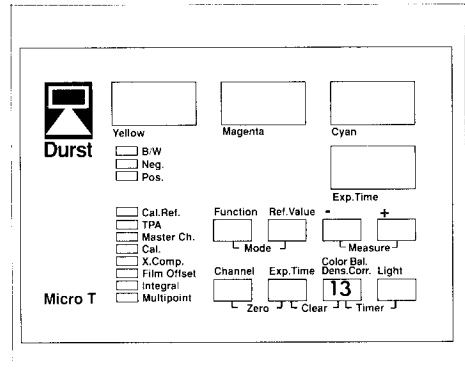 Yellow Magenta Cyan
Durst
B/W
Neg.
Pos.
Exp.Time
Cal.Ref.
TPA
Master Ch.
Cal.
X.Comp.
Film Offset
Integral
Multipoint
Function Ref.Value - +
Mode Measure
Channel Exp.Time Color Bal. Dens.Corr. Light
13
Zero Clear Timer
Micro T